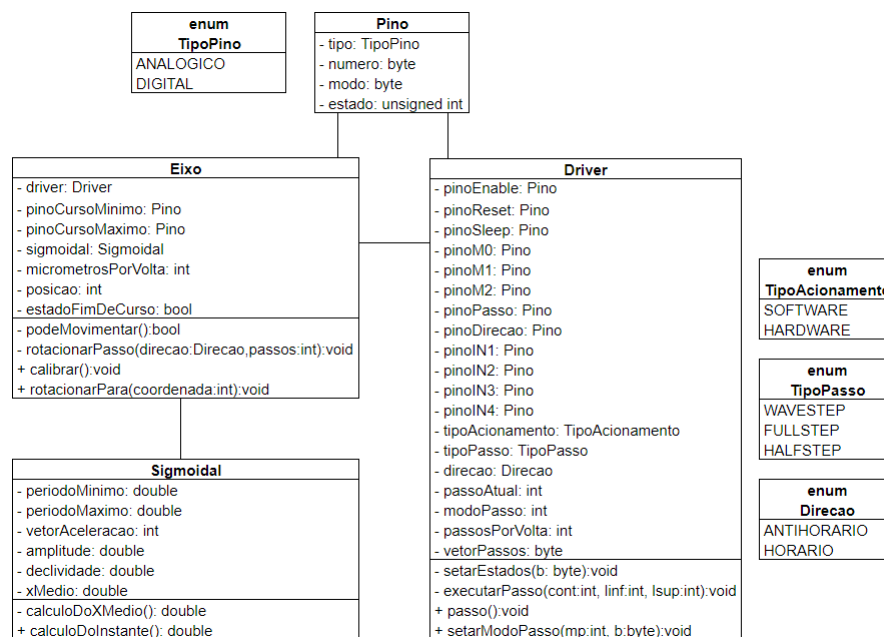 enum
TipoPino
ANALOGICO
DIGITAL
Pino
- tipo: TipoPino
- numero: byte
- modo: byte
- estado: unsigned int
Eixo
- driver: Driver
- pinoCursoMinimo: Pino
- pinoCursoMaximo: Pino
- sigmoidal: Sigmoidal
- micrometrosPorVolta: int
- posicao: int
- estadoFimDeCurso: bool
- podeMovimentar():bool
- rotacionarPasso(direcao:Direcao,passos:int):void
+ calibrar():void
+ rotacionarPara(coordenada:int):void
Driver
- pinoEnable: Pino
- pinoReset: Pino
- pinoSleep: Pino
- pinoM0: Pino
- pinoM1: Pino
- pinoM2: Pino
- pinoPasso: Pino
- pinoDirecao: Pino
- pinoIN1: Pino
- pinoIN2: Pino
- pinoIN3: Pino
- pinoIN4: Pino
- tipoAcionamento: TipoAcionamento
- tipoPasso: TipoPasso
- direcao: Direcao
- passoAtual: int
- modoPasso: int
- passosPorVolta: int
- vetorPassos: byte
- setarEstados(b: byte):void
- executarPasso(cont:int, linf:int, lsup:int):void
+ passo():void
+ setarModoPasso(mp:int, b:byte):void
enum
TipoAcionamento
SOFTWARE
HARDWARE
enum
TipoPasso
WAVESTEP
FULLSTEP
HALFSTEP
enum
Direcao
ANTIHORARIO
HORARIO
Sigmoidal
- periodoMinimo: double
- periodoMaximo: double
- vetorAceleracao: int
- amplitude: double
- declividade: double
- xMedio: double
- calculoDoXMedio(): double
+ calculoDoInstante(): double